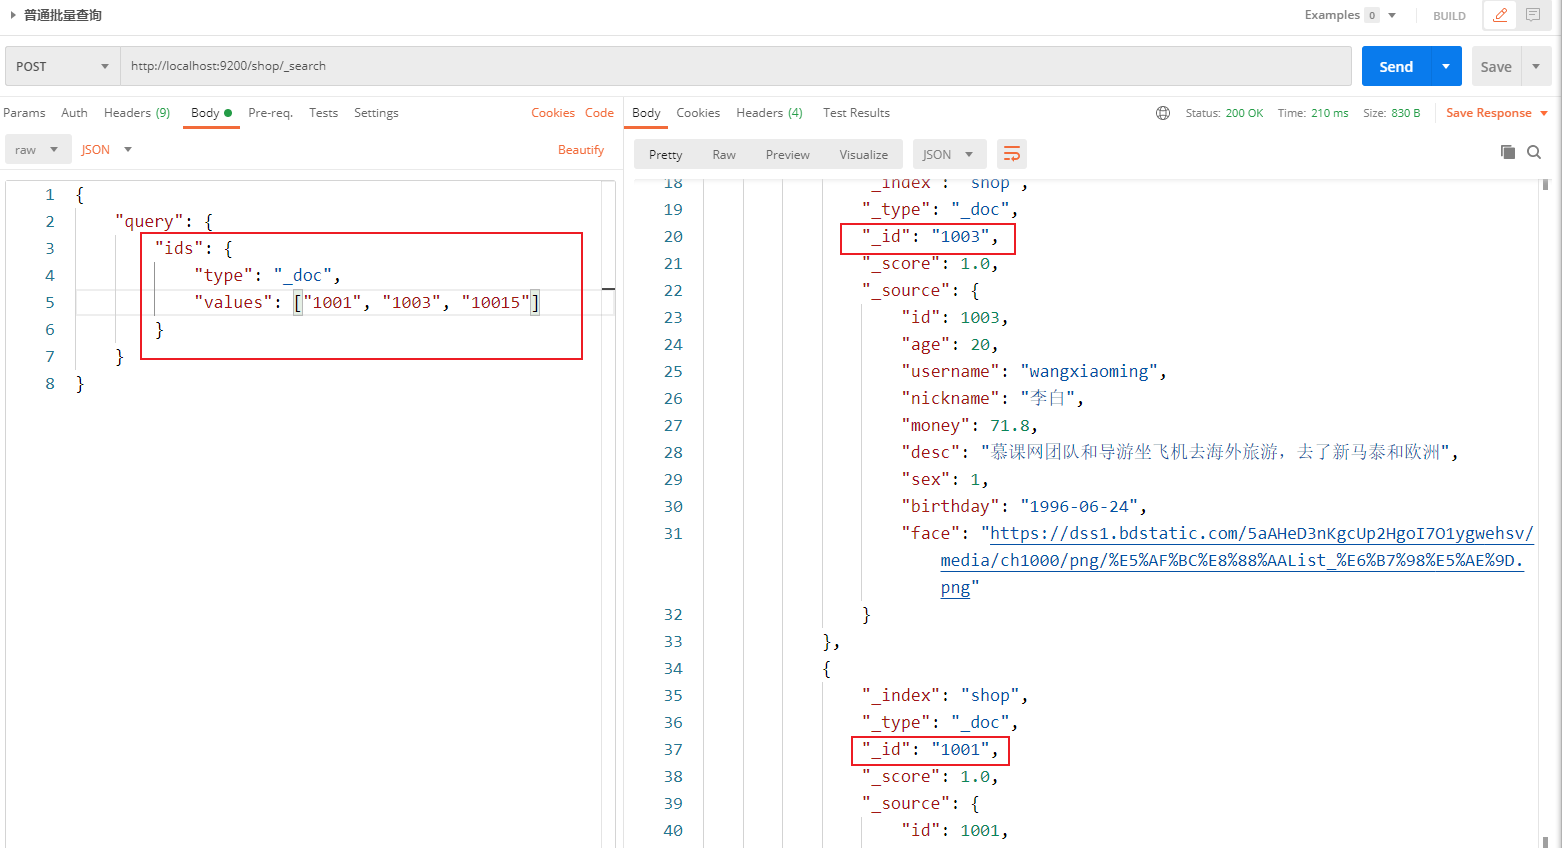 普通批量查询
Examples 0 BUILD
POST http://localhost:9200/shop/_search Send Save
Params Auth Headers (9) Body Pre-req. Tests Settings Cookies Code
raw JSON Beautify
1 {
2 "query": {
3 "ids": {
4 "type": "_doc",
5 "values": ["1001", "1003", "10015"]
6 }
7 }
8 }
Body Cookies Headers (4) Test Results Status: 200 OK Time: 210 ms Size: 830 B Save Response
Pretty Raw Preview Visualize JSON
18 "_index": "shop",
19 "_type": "_doc",
20 "_id": "1003",
21 "_score": 1.0,
22 "_source": {
23 "id": 1003,
24 "age": 20,
25 "username": "wangxiaoming",
26 "nickname": "李白",
27 "money": 71.8,
28 "desc": "慕课网团队和导游坐飞机去海外旅游，去了新马泰和欧洲",
29 "sex": 1,
30 "birthday": "1996-06-24",
31 "face": "https://dss1.bdstatic.com/5aAHeD3nKgcUp2HgoI7O1ygwehsv/
media/ch1000/png/%E5%AF%BC%E8%88%AAList_%E6%B7%98%E5%AE%9D.
png"
32 }
33 },
34 {
35 "_index": "shop",
36 "_type": "_doc",
37 "_id": "1001",
38 "_score": 1.0,
39 "_source": {
40 "id": 1001,